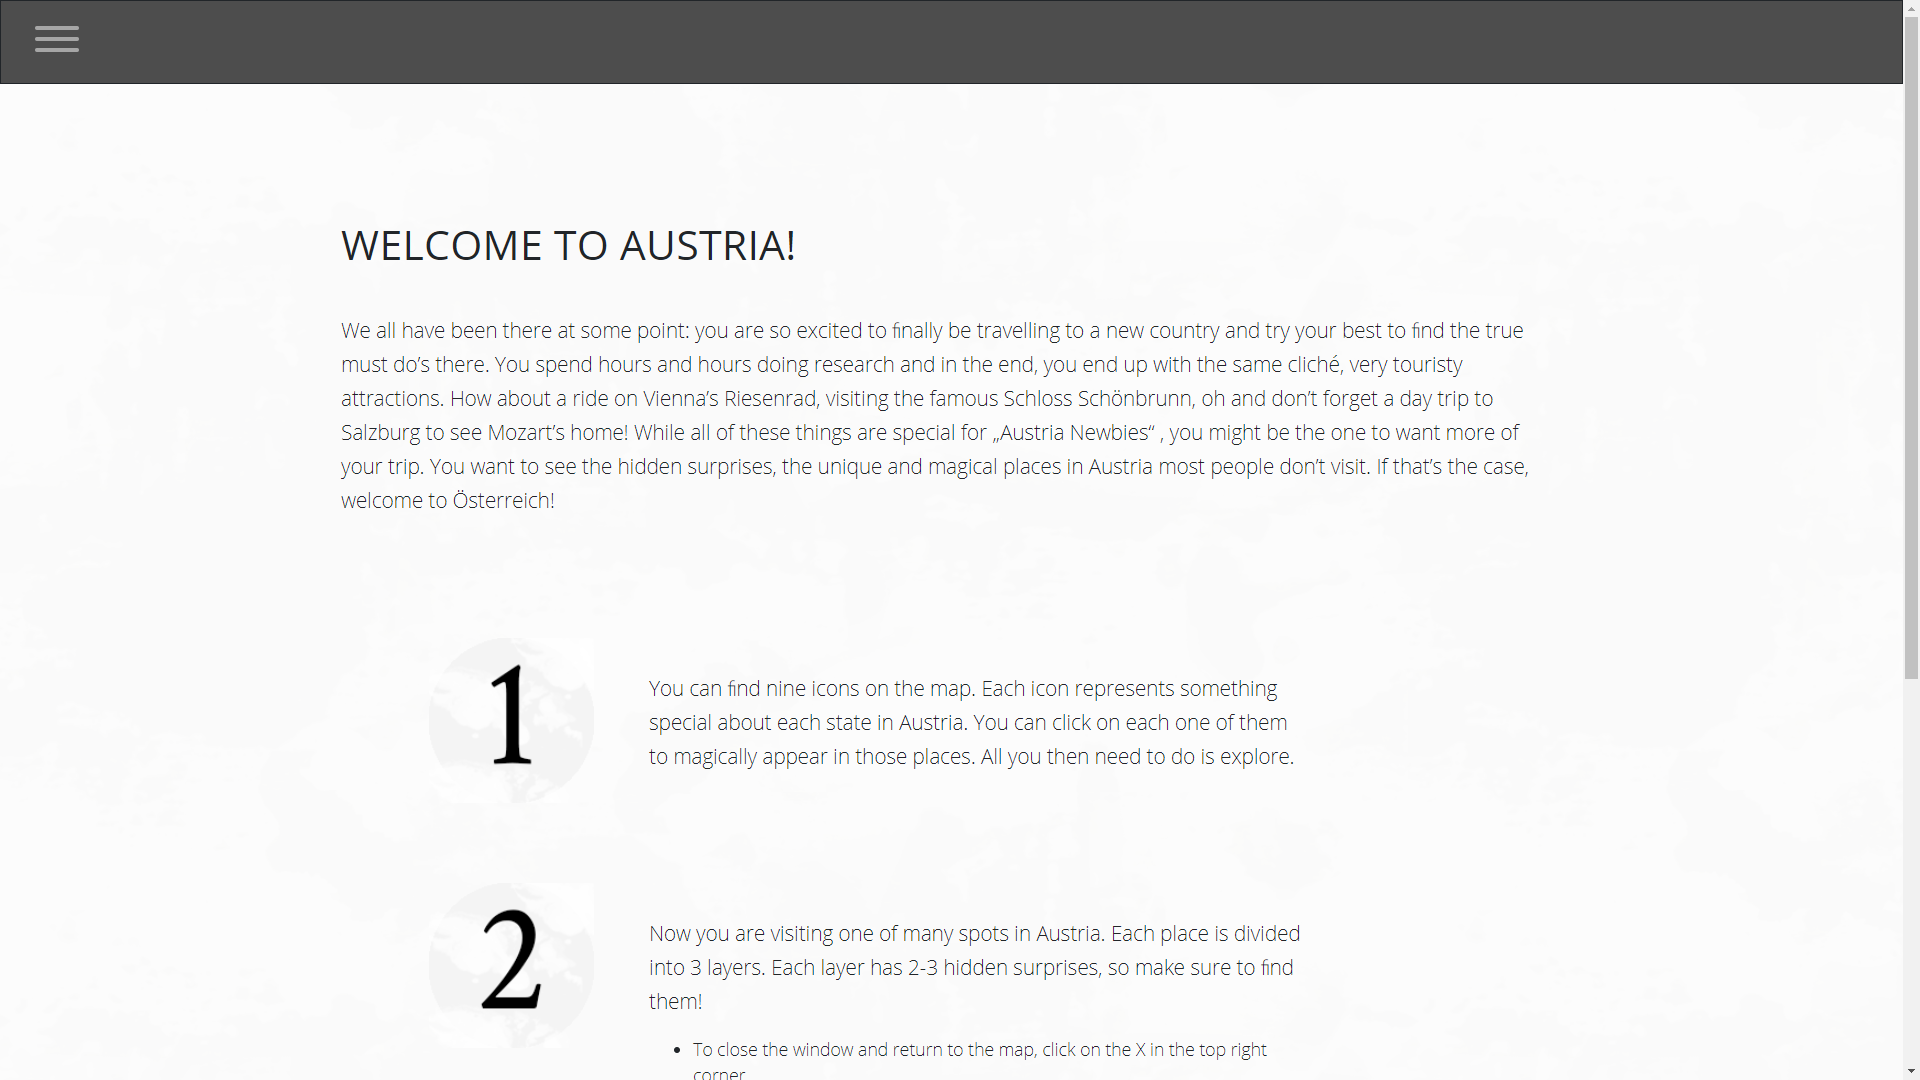 WELCOME TO AUSTRIA!
We all have been there at some point: you are so excited to finally be travelling to a new country and try your best to find the true
must do’s there. You spend hours and hours doing research and in the end, you end up with the same cliché, very touristy
attractions. How about a ride on Vienna’s Riesenrad, visiting the famous Schloss Schönbrunn, oh and don’t forget a day trip to
Salzburg to see Mozart’s home! While all of these things are special for „Austria Newbies“ , you might be the one to want more of
your trip. You want to see the hidden surprises, the unique and magical places in Austria most people don’t visit. If that’s the case,
welcome to Österreich!
1
You can find nine icons on the map. Each icon represents something
special about each state in Austria. You can click on each one of them
to magically appear in those places. All you then need to do is explore.
2
Now you are visiting one of many spots in Austria. Each place is divided
into 3 layers. Each layer has 2-3 hidden surprises, so make sure to find
them!
• To close the window and return to the map, click on the X in the top right
corner